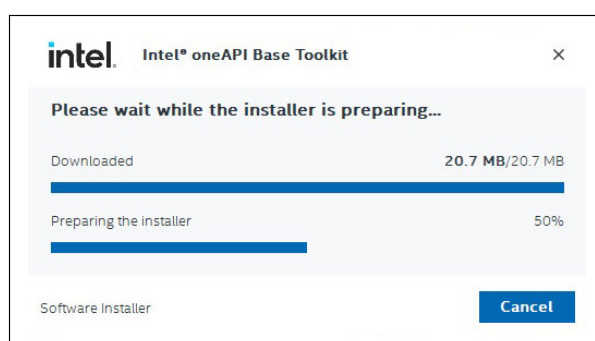 intel. Intel® oneAPI Base Toolkit
Please wait while the installer is preparing...
Downloaded 20.7 MB/20.7 MB
Preparing the installer 50%
Software Installer Cancel